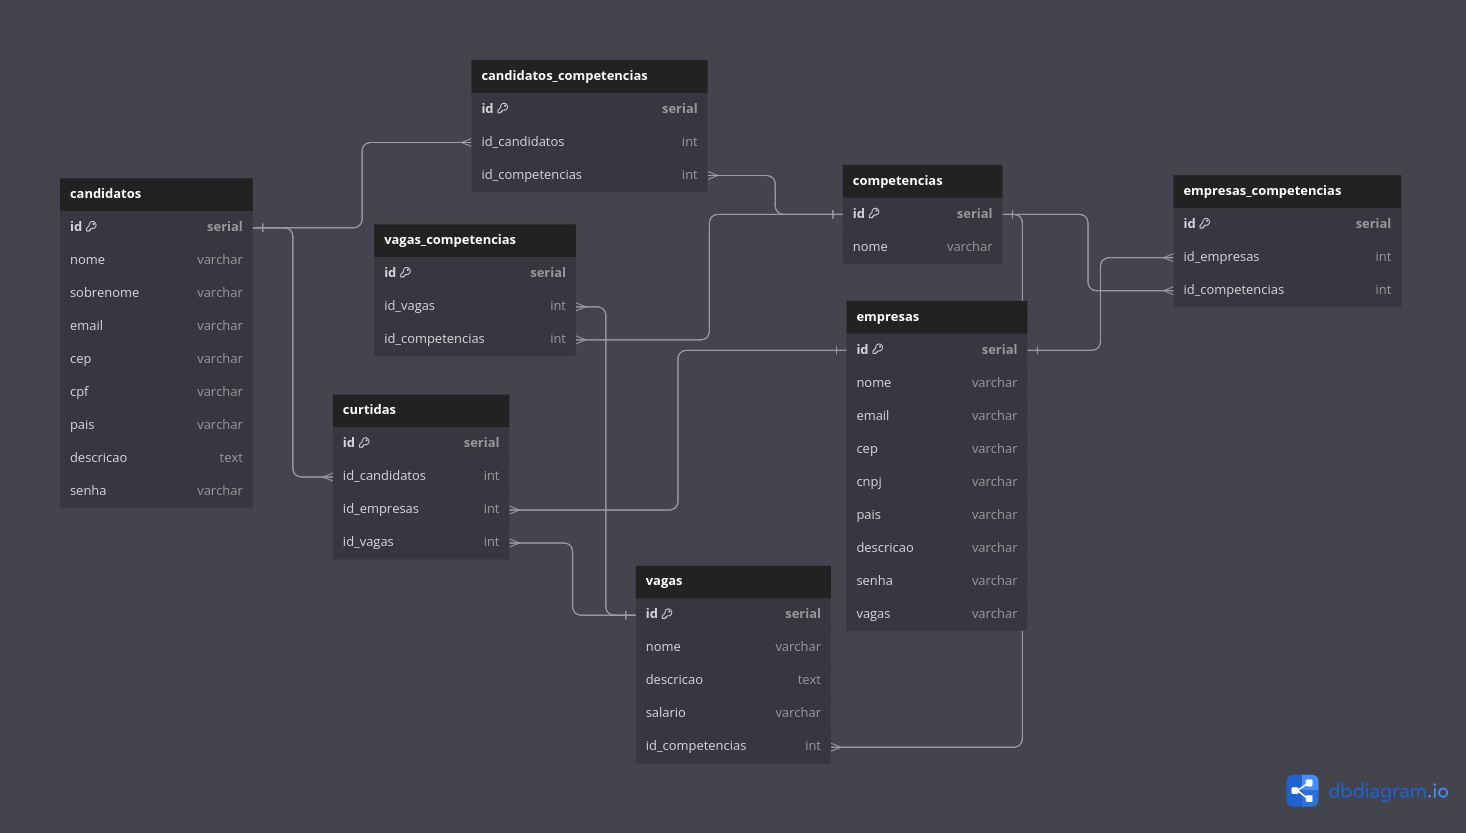 candidatos_competencias
id serial
id_candidatos int
id_competencias int
candidatos
id serial
nome varchar
sobrenome varchar
email varchar
cep varchar
cpf varchar
pais varchar
descricao text
senha varchar
vagas_competencias
id serial
id_vagas int
id_competencias int
competencias
id serial
nome varchar
empresas_competencias
id serial
id_empresas int
id_competencias int
empresas
id serial
nome varchar
email varchar
cep varchar
cnpj varchar
pais varchar
descricao varchar
senha varchar
vagas varchar
curtidas
id serial
id_candidatos int
id_empresas int
id_vagas int
vagas
id serial
nome varchar
descricao text
salario varchar
id_competencias int
dbdiagram.io